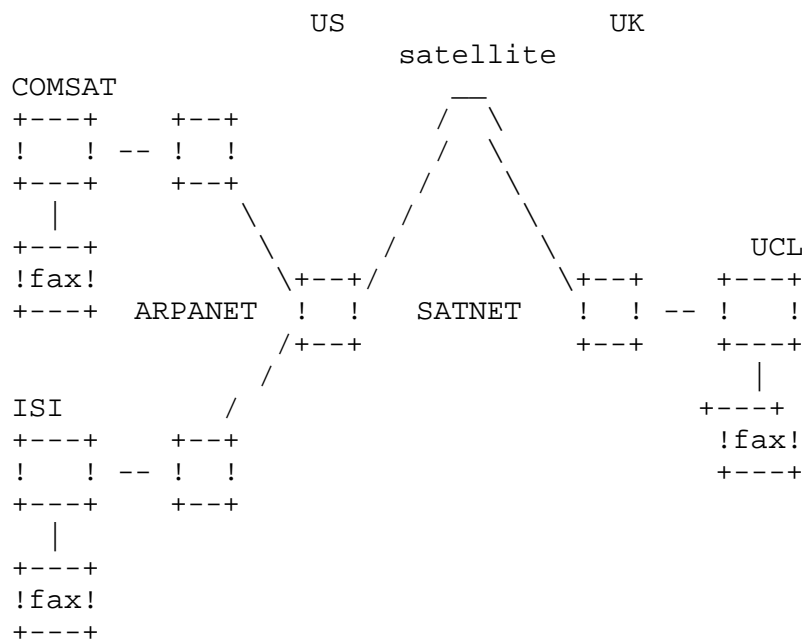 US UK
satellite
COMSAT
UCL
!fax!
ARPANET SATNET
ISI
!fax!
!fax!